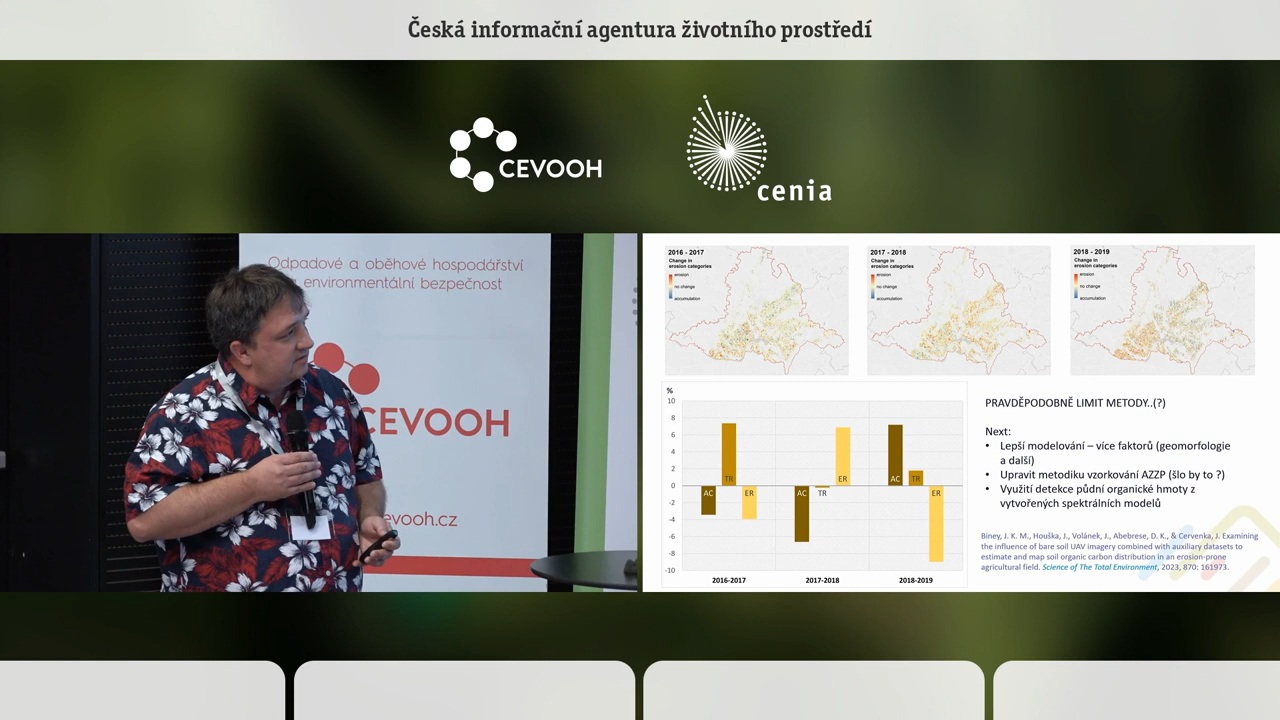 Česká informační agentura životního prostředí
CEVOOH
cenia
Odpadové a oběhové hospodářství
environmentální bezpečnost
CEVOOH
evooh.cz
2016 - 2017
Change in
erosion categories
erosion
no change
accumulation
2017 - 2018
Change in
erosion categories
erosion
no change
accumulation
2018 - 2019
Change in
erosion categories
erosion
no change
accumulation
%
10
8
6
4
2
0
-2
-4
-6
-8
-10
AC
TR
ER
AC
TR
ER
AC
TR
ER
2016-2017
2017-2018
2018-2019
PRAVDĚPODOBNĚ LIMIT METODY..(?)
Next:
• Lepší modelování – více faktorů (geomorfologie
a další)
• Upravit metodiku vzorkování AZZP (šlo by to ?)
• Využití detekce půdní organické hmoty z
vytvořených spektrálních modelů
Biney, J. K. M., Houška, J., Volánek, J., Abebrese, D. K., & Cervenka, J. Examining
the influence of bare soil UAV imagery combined with auxiliary datasets to
estimate and map soil organic carbon distribution in an erosion-prone
agricultural field. Science of The Total Environment, 2023, 870: 161973.